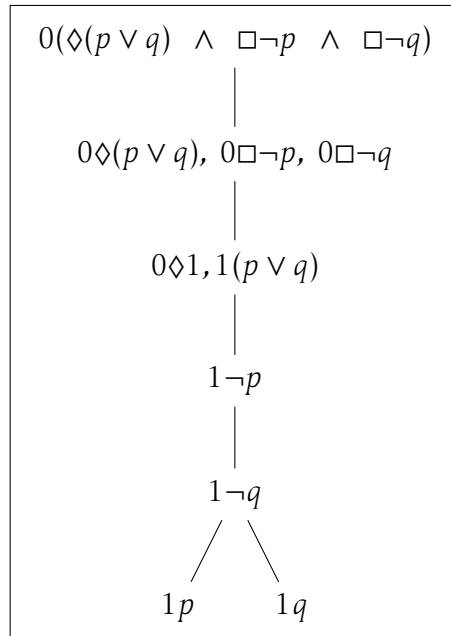 0(◊(p ∨ q) ∧ □¬p ∧ □¬q)
0◊(p ∨ q), 0□¬p, 0□¬q
0◊1, 1(p ∨ q)
1¬p
1¬q
1p 1q